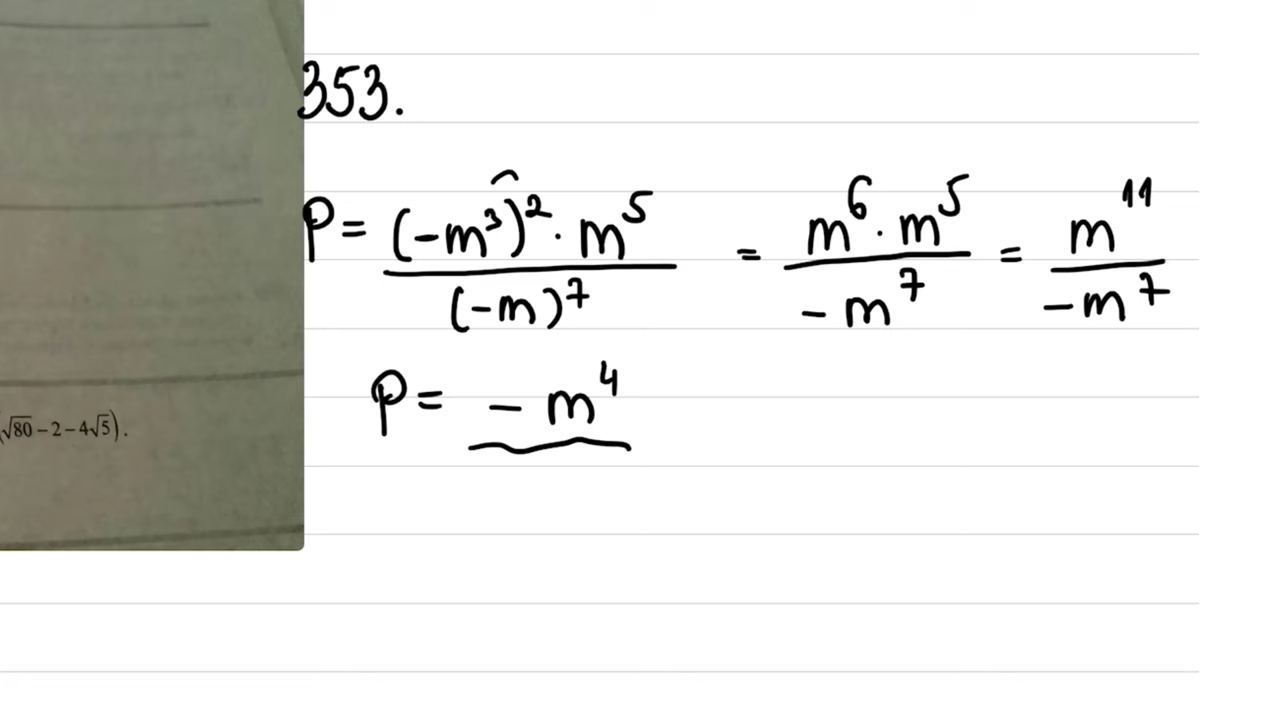 353.
P = (-m³)² · m⁵ / (-m)⁷ = m⁶ · m⁵ / -m⁷ = m¹¹ / -m⁷
P = -m⁴
√80 – 2 – 4√5).